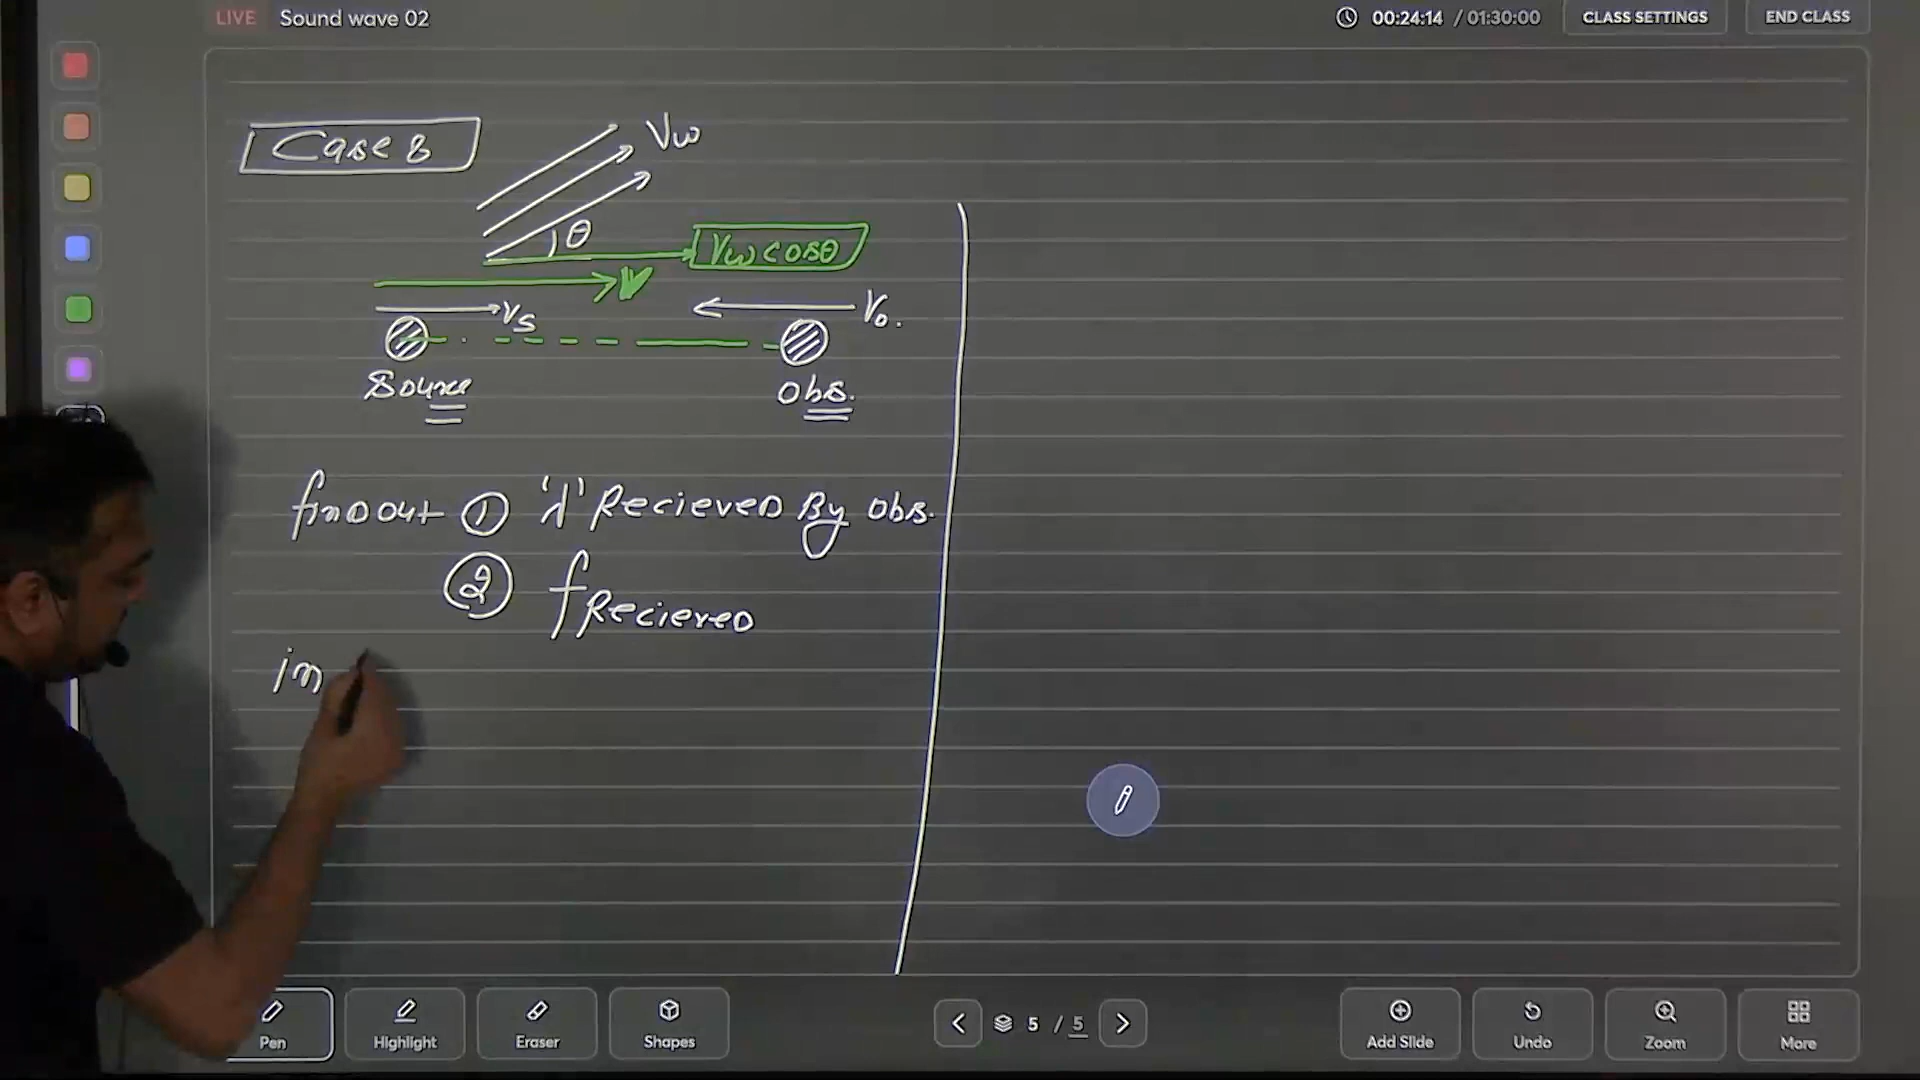 LIVE Sound wave 02
00:24:14 / 01:30:00 CLASS SETTINGS END CLASS
Case 8
Vw
θ
Vw cosθ
V
Vs
Vo.
Source
Obs.
find out ① 'λ' Recieved By Obs.
② f Recieved
in
Pen Highlight Eraser Shapes
5 / 5
Add Slide Undo Zoom More